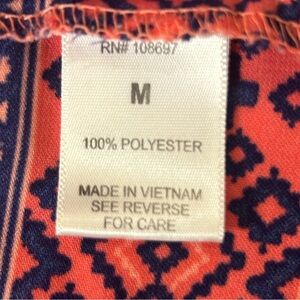 RN# 108697
M
100% POLYESTER
MADE IN VIETNAM
SEE REVERSE
FOR CARE